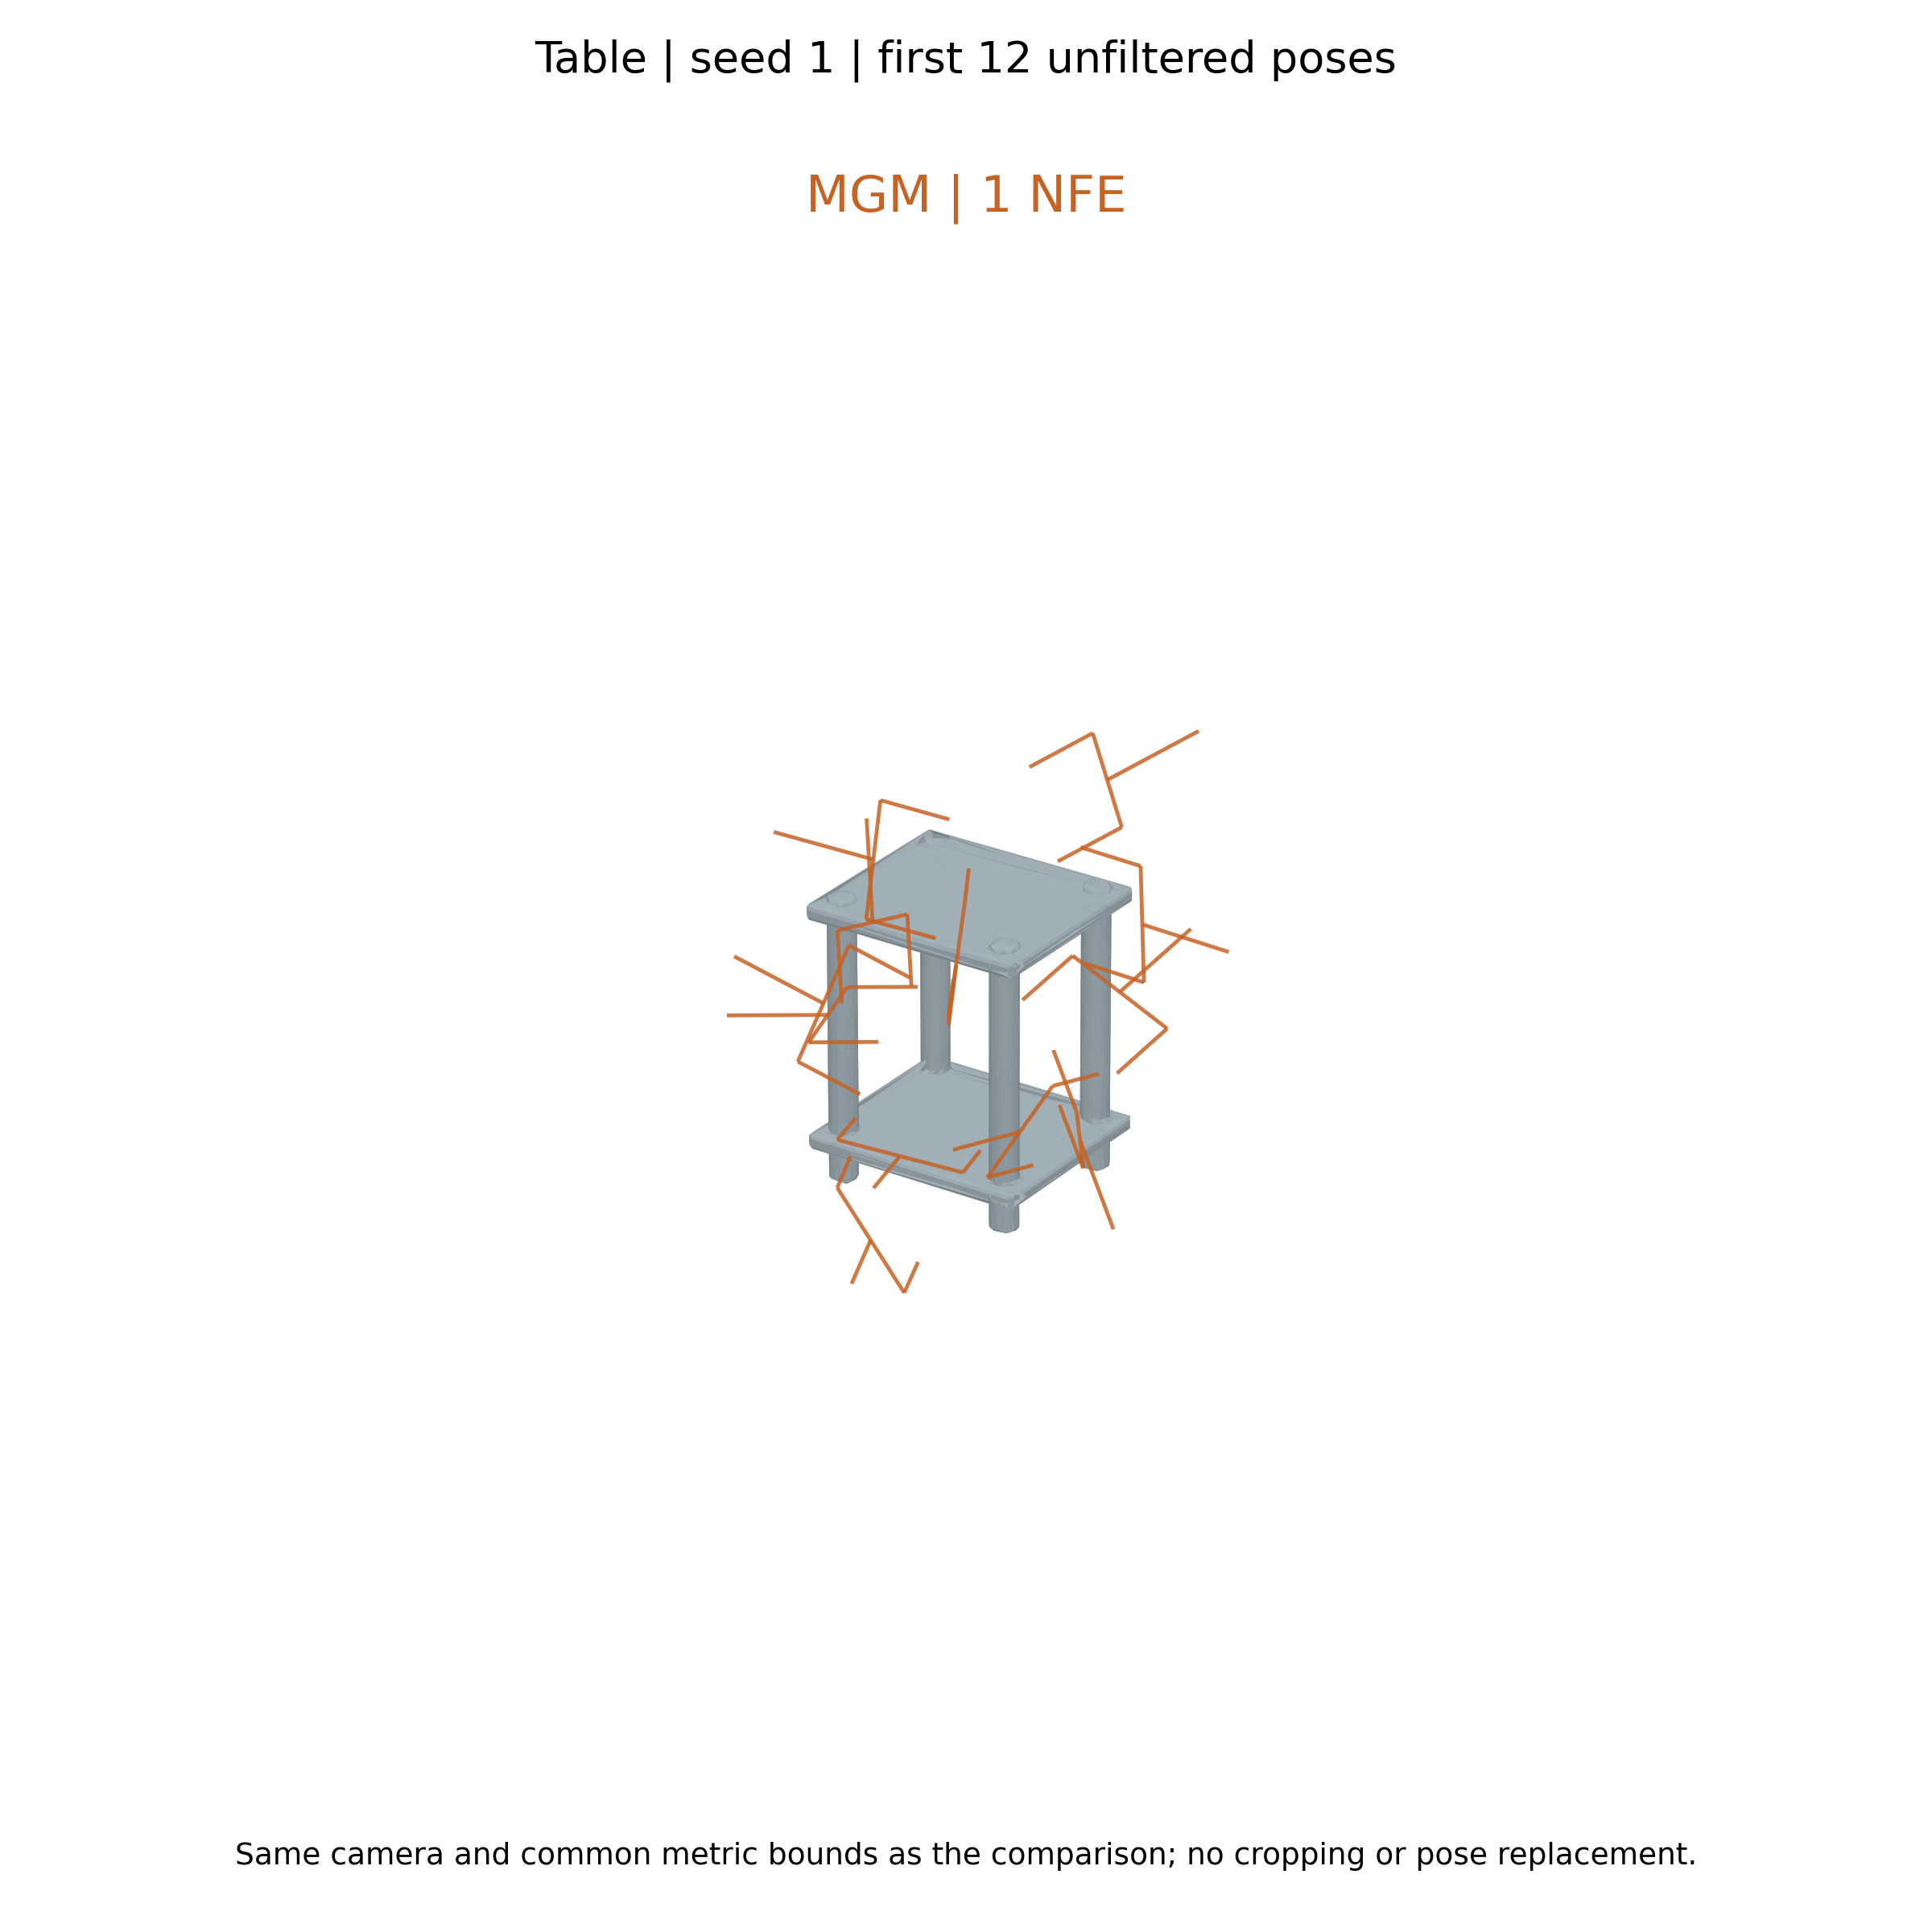 Table | seed 1 | first 12 unfiltered poses
MGM | 1 NFE
Same camera and common metric bounds as the comparison; no cropping or pose replacement.